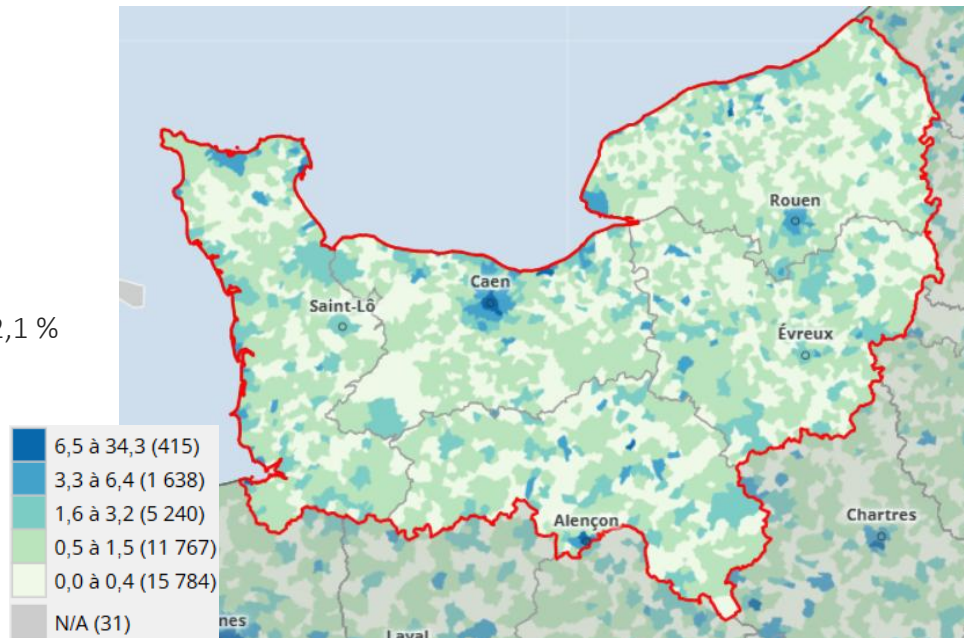 Rouen
Caen
Saint-Lô
Évreux
2,1 %
6,5 à 34,3 (415)
3,3 à 6,4 (1 638)
1,6 à 3,2 (5 240)
0,5 à 1,5 (11 767)
0,0 à 0,4 (15 784)
N/A (31)
Alençon
Chartres
nes
Laval